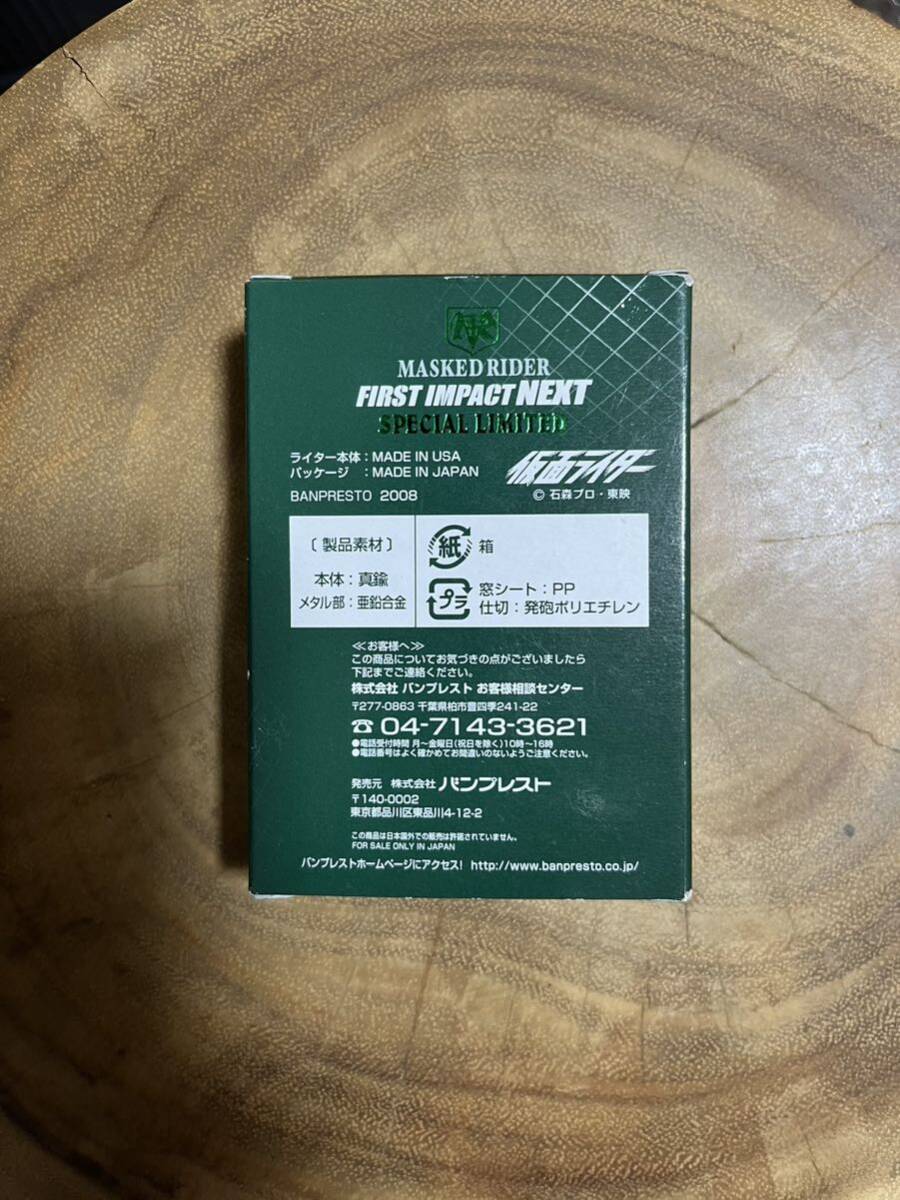 MASKED RIDER
FIRST IMPACT NEXT
SPECIAL LIMITED
ライター本体：MADE IN USA
パッケージ ：MADE IN JAPAN
BANPRESTO 2008
仮面ライダー
© 石森プロ・東映
〔 製品素材 〕
本体：真鍮
メタル部：亜鉛合金
紙 箱
プラ
窓シート：PP
仕切：発砲ポリエチレン
≪お客様へ≫
この商品についてお気づきの点がございましたら
下記までご連絡ください。
株式会社 バンプレスト お客様相談センター
〒277-0863 千葉県柏市豊四季241-22
☎ 04-7143-3621
●電話受付時間 月〜金曜日(祝日を除く)10時〜16時
●電話番号はよく確かめてお間違いのないようご注意ください。
発売元 株式会社 バンプレスト
〒140-0002
東京都品川区東品川4-12-2
この商品は日本国外での販売は許諾されていません。
FOR SALE ONLY IN JAPAN
バンプレストホームページにアクセス! http://www.banpresto.co.jp/